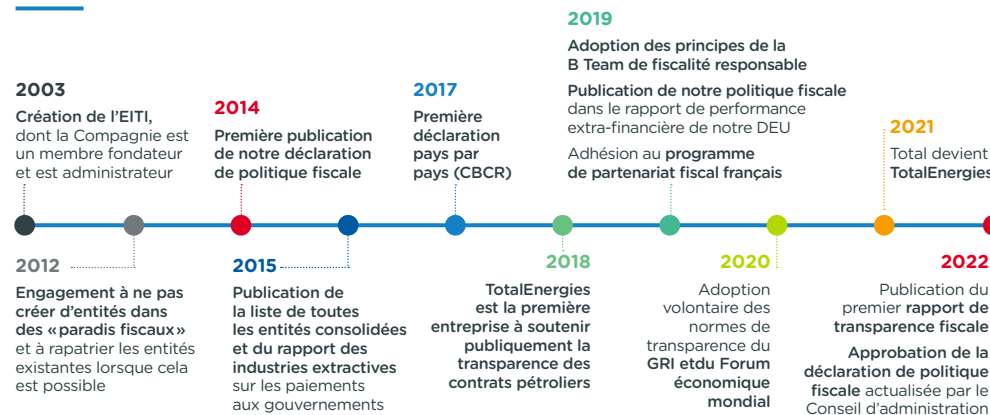 2003
Création de l’EITI,
dont la Compagnie est
un membre fondateur
et est administrateur
2012
Engagement à ne pas
créer d’entités dans
des «paradis fiscaux»
et à rapatrier les entités
existantes lorsque cela
est possible
2014
Première publication
de notre déclaration
de politique fiscale
2015
Publication de
la liste de toutes
les entités consolidées
et du rapport des
industries extractives
sur les paiements
aux gouvernements
2017
Première
déclaration
pays par
pays (CBCR)
2018
TotalEnergies
est la première
entreprise à soutenir
publiquement la
transparence des
contrats pétroliers
2019
Adoption des principes de la
B Team de fiscalité responsable
Publication de notre politique fiscale
dans le rapport de performance
extra-financière de notre DEU
Adhésion au programme
de partenariat fiscal français
2020
Adoption
volontaire des
normes de
transparence du
GRI etdu Forum
économique
mondial
2021
Total devient
TotalEnergies
2022
Publication du
premier rapport de
transparence fiscale
Approbation de la
déclaration de politique
fiscale actualisée par le
Conseil d’administration